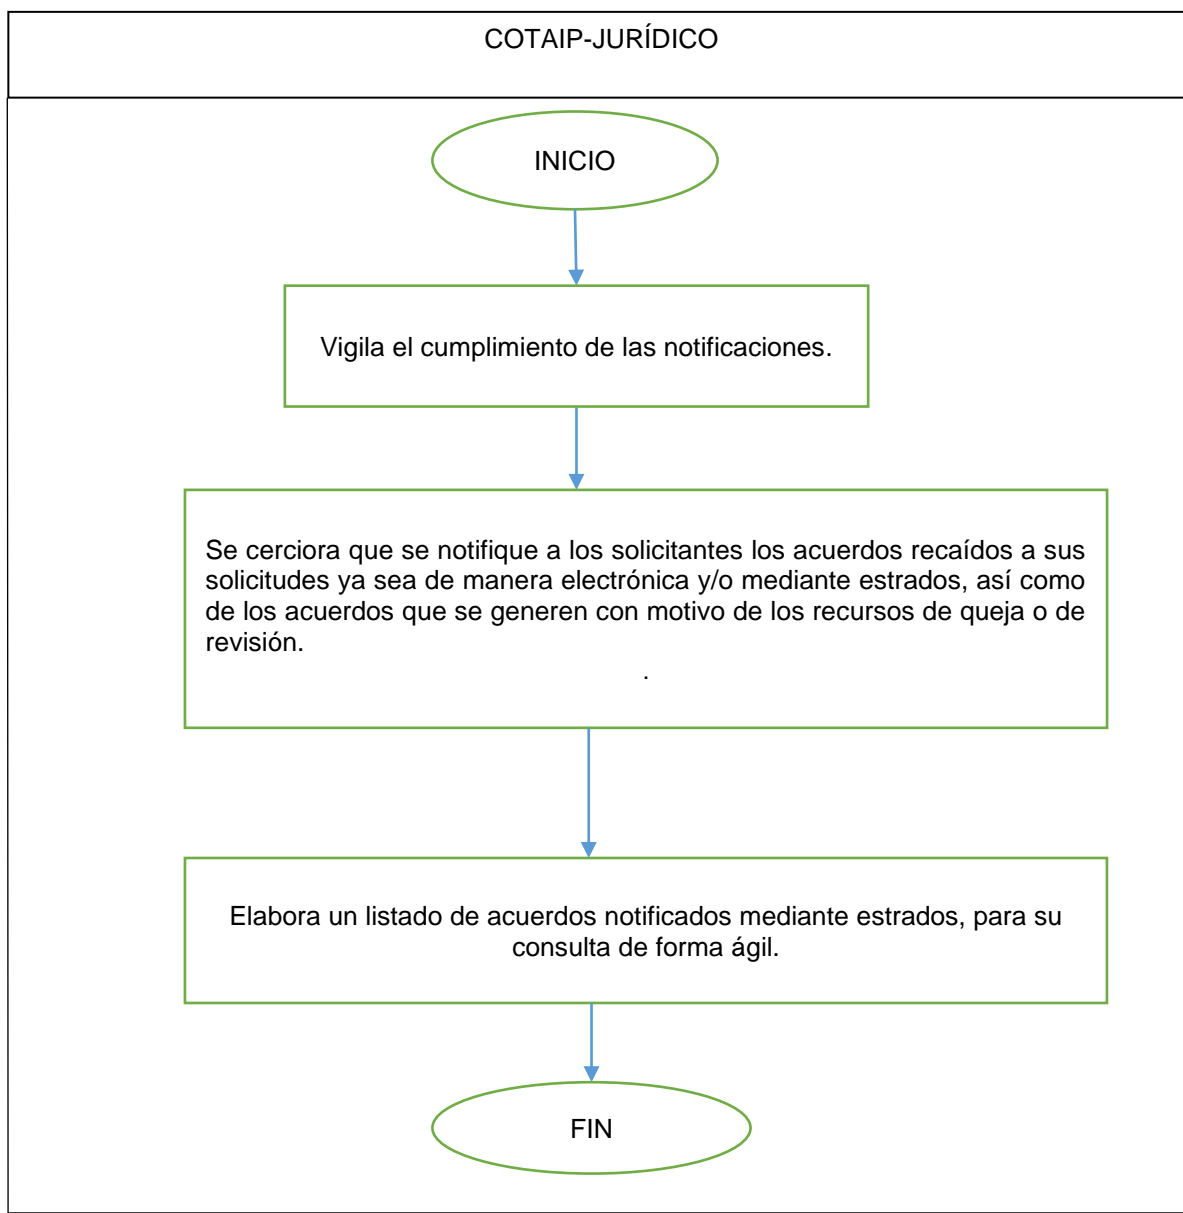 COTAIP-JURÍDICO
INICIO
Vigila el cumplimiento de las notificaciones.
Se cerciora que se notifique a los solicitantes los acuerdos recaídos a sus
solicitudes ya sea de manera electrónica y/o mediante estrados, así como
de los acuerdos que se generen con motivo de los recursos de queja o de
revisión.
.
Elabora un listado de acuerdos notificados mediante estrados, para su
consulta de forma ágil.
FIN